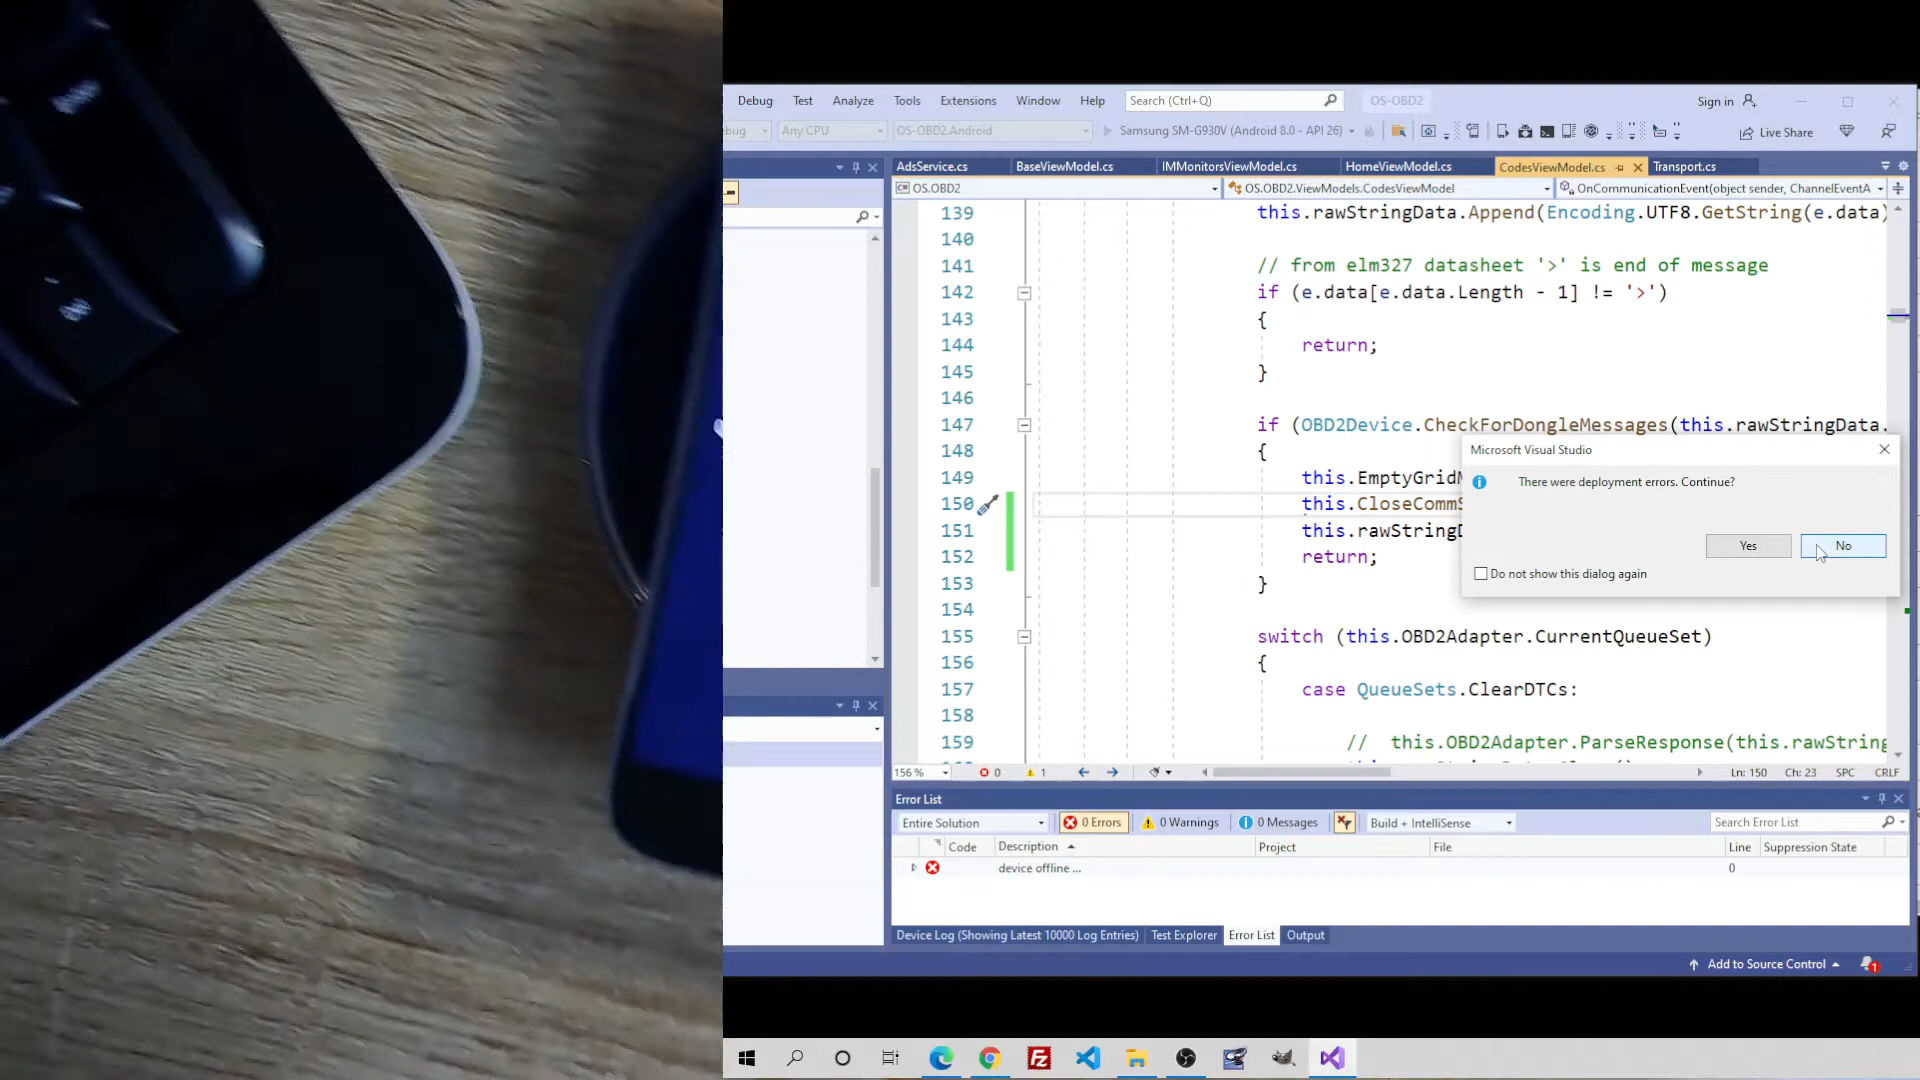 Debug Test Analyze Tools Extensions Window Help Search (Ctrl+Q) OS-OBD2 Sign in
ebug Any CPU OS-OBD2.Android Samsung SM-G930V (Android 8.0 - API 26) Live Share
AdsService.cs BaseViewModel.cs IMMonitorsViewModel.cs HomeViewModel.cs CodesViewModel.cs Transport.cs
OS.OBD2 OS.OBD2.ViewModels.CodesViewModel OnCommunicationEvent(object sender, ChannelEventA
139 this.rawStringData.Append(Encoding.UTF8.GetString(e.data)
140
141 // from elm327 datasheet '>' is end of message
142 if (e.data[e.data.Length - 1] != '>')
143 {
144 return;
145 }
146
147 if (OBD2Device.CheckForDongleMessages(this.rawStringData.
148 {
149 this.EmptyGridM
150 this.CloseCommS
151 this.rawStringD
152 return;
153 }
154
155 switch (this.OBD2Adapter.CurrentQueueSet)
156 {
157 case QueueSets.ClearDTCs:
158
159 // this.OBD2Adapter.ParseResponse(this.rawString
Microsoft Visual Studio
There were deployment errors. Continue?
Yes No
Do not show this dialog again
156 % 0 1 Ln: 150 Ch: 23 SPC CRLF
Error List
Entire Solution 0 Errors 0 Warnings 0 Messages Build + IntelliSense Search Error List
Code Description Project File Line Suppression State
device offline ... 0
Device Log (Showing Latest 10000 Log Entries) Test Explorer Error List Output
Add to Source Control 1